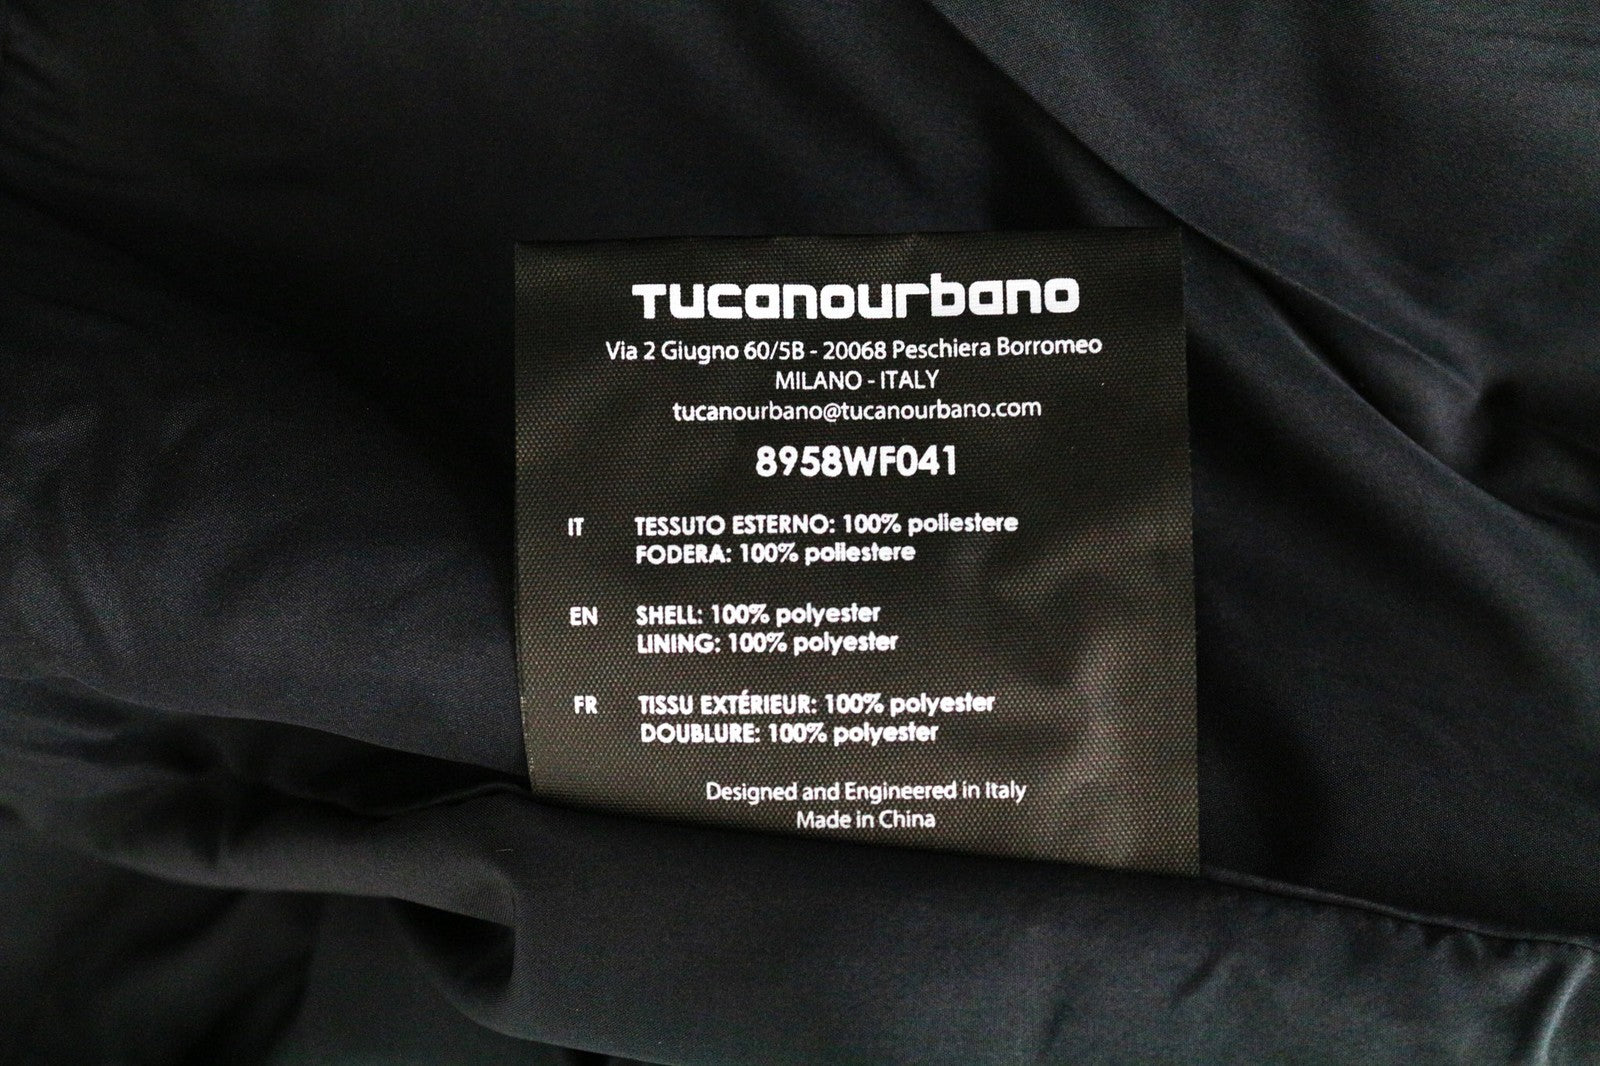 Tucanourbano
Via 2 Giugno 60/5B - 20068 Peschiera Borromeo
MILANO - ITALY
tucanourbano@tucanourbano.com
8958WF041
IT TESSUTO ESTERNO: 100% poliestere
FODERA: 100% poliestere
EN SHELL: 100% polyester
LINING: 100% polyester
FR TISSU EXTÉRIEUR: 100% polyester
DOUBLURE: 100% polyester
Designed and Engineered in Italy
Made in China